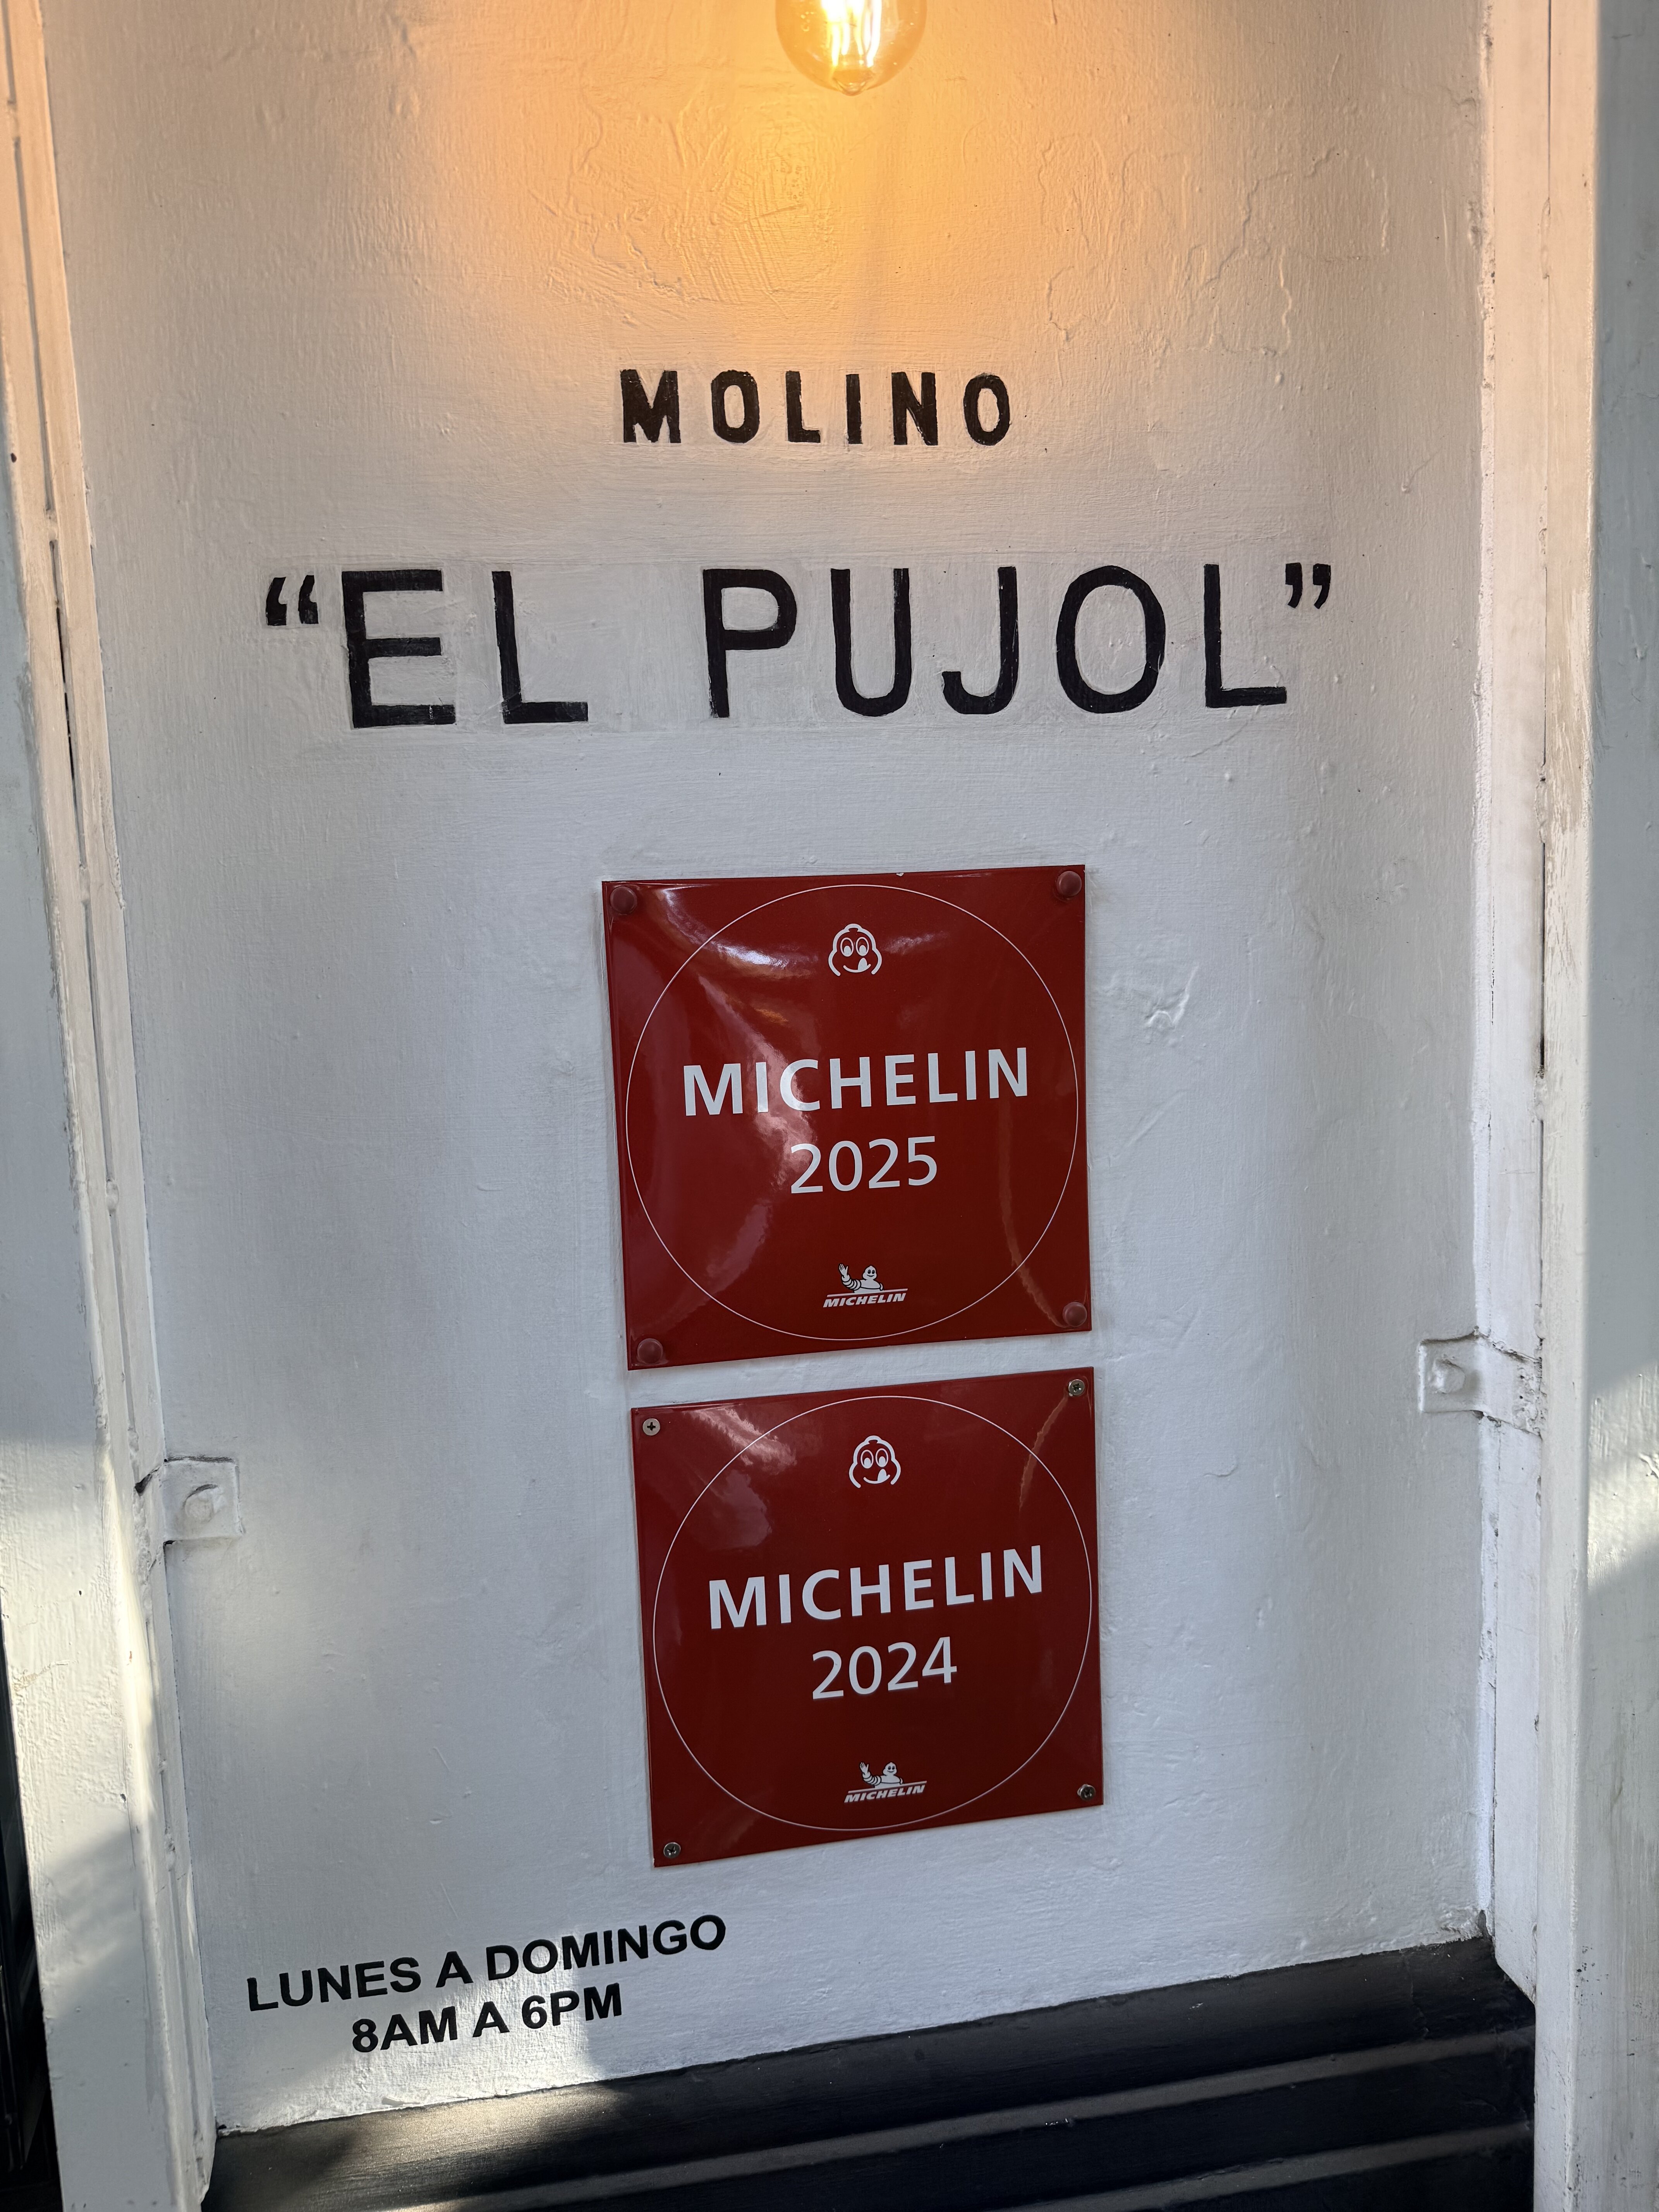 MOLINO
“EL PUJOL”
MICHELIN
2025
MICHELIN
MICHELIN
2024
MICHELIN
LUNES A DOMINGO
8AM A 6PM